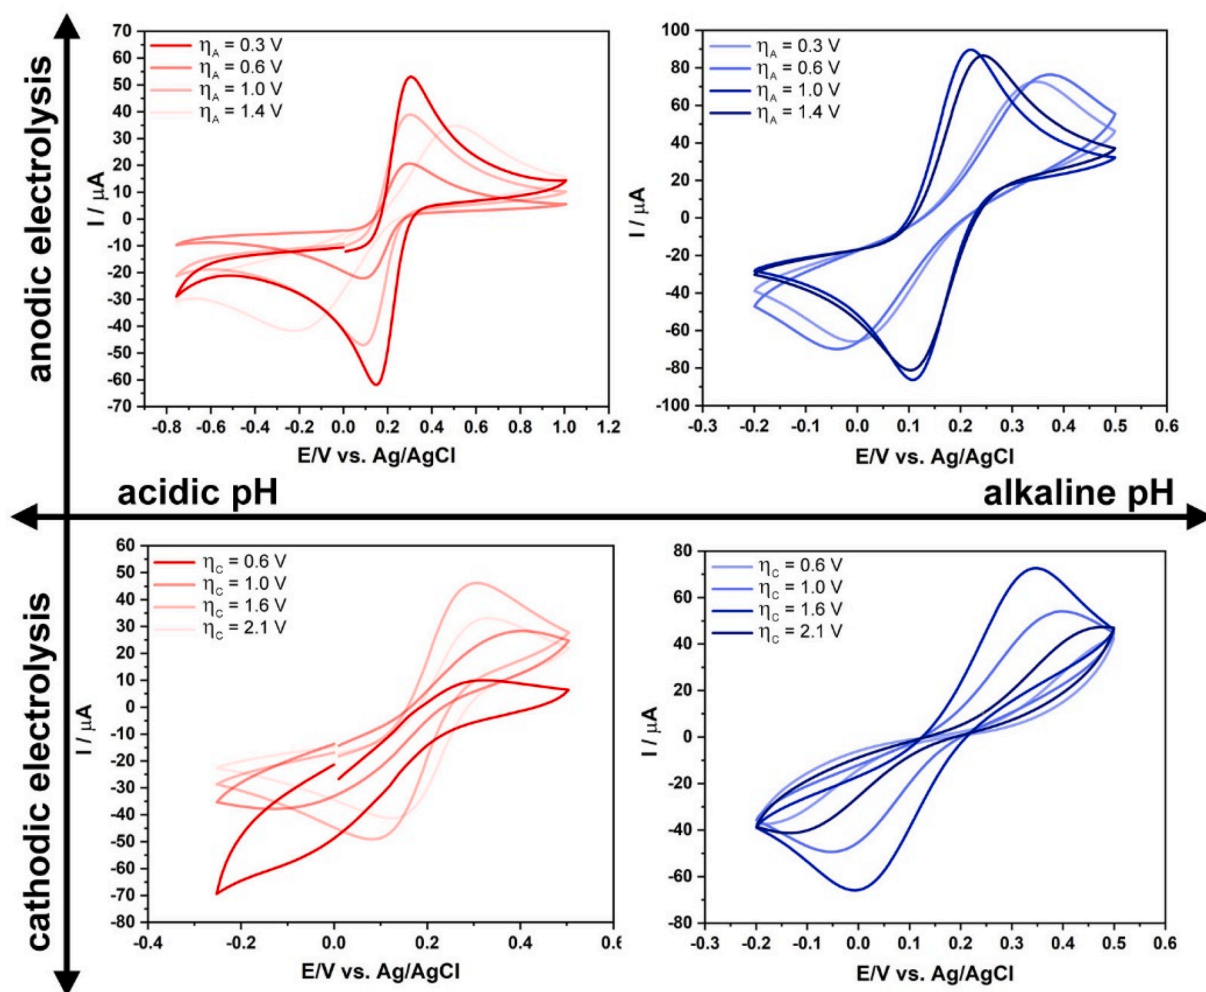 anodic electrolysis
70
60
50
40
30
20
10
0
-10
-20
-30
-40
-50
-60
-70
I / μA
ηA = 0.3 V
ηA = 0.6 V
ηA = 1.0 V
ηA = 1.4 V
-0.8 -0.6 -0.4 -0.2 0.0 0.2 0.4 0.6 0.8 1.0 1.2
E/V vs. Ag/AgCl
100
80
60
40
20
0
-20
-40
-60
-80
-100
I / μA
ηA = 0.3 V
ηA = 0.6 V
ηA = 1.0 V
ηA = 1.4 V
-0.3 -0.2 -0.1 0.0 0.1 0.2 0.3 0.4 0.5 0.6
E/V vs. Ag/AgCl
acidic pH
alkaline pH
cathodic electrolysis
60
50
40
30
20
10
0
-10
-20
-30
-40
-50
-60
-70
-80
I / μA
ηC = 0.6 V
ηC = 1.0 V
ηC = 1.6 V
ηC = 2.1 V
-0.4 -0.2 0.0 0.2 0.4 0.6
E/V vs. Ag/AgCl
80
60
40
20
0
-20
-40
-60
-80
I / μA
ηC = 0.6 V
ηC = 1.0 V
ηC = 1.6 V
ηC = 2.1 V
-0.3 -0.2 -0.1 0.0 0.1 0.2 0.3 0.4 0.5 0.6
E/V vs. Ag/AgCl